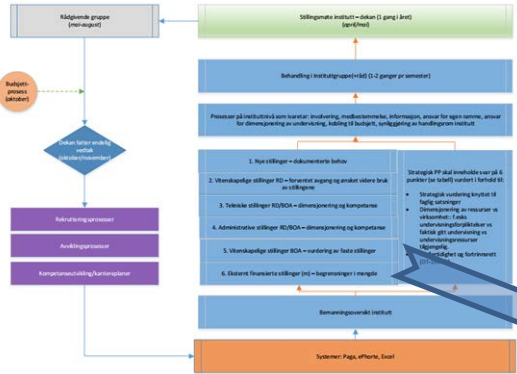 Rådgivende gruppe
(mai-august)
Stillingsmøte institutt – dekan (1 gang i året)
(april/mai)
Behandling i instituttgruppe(råd) (1-2 ganger pr semester)
Budsjett-
prosess
(oktober)
Prosesser på instituttnivå som ivaretar: involvering, medbestemmelse, informasjon, ansvar for egen ramme, ansvar
for dimensjonering av undervisning, kobling til budsjett, synliggjøring av handlingsrom institutt
Dekan fatter endelig
vedtak
(oktober/november)
1. Nye stillinger – dokumenterte behov
2. Vitenskapelige stillinger RD – forventet avgang og ønsket videre bruk
av stillingene
3. Tekniske stillinger RD/BOA – dimensjonering og kompetanse
4. Administrative stillinger RD/BOA – dimensjonering og kompetanse
5. Vitenskapelige stillinger BOA – vurdering av faste stillinger
6. Eksternt finansierte stillinger (m) – begrensninger i mengde
Strategisk PP skal inneholde svar på 6
punkter (se tabell) vurdert i forhold til:
• Strategisk vurdering knyttet til
faglig satsninger
• Dimensjonering av ressurser vs
virksomhet: f.eks
undervisningsforpliktelser vs
faktisk gitt undervisning vs
undervisningsressurser
tilgjengelig.
og fortrinnsrett
Rekrutteringsprosesser
Avviklingsprosesser
Kompetanseutvikling/karriereplaner
Bemanningsoversikt institutt
Systemer: Paga, ePhorte, Excel